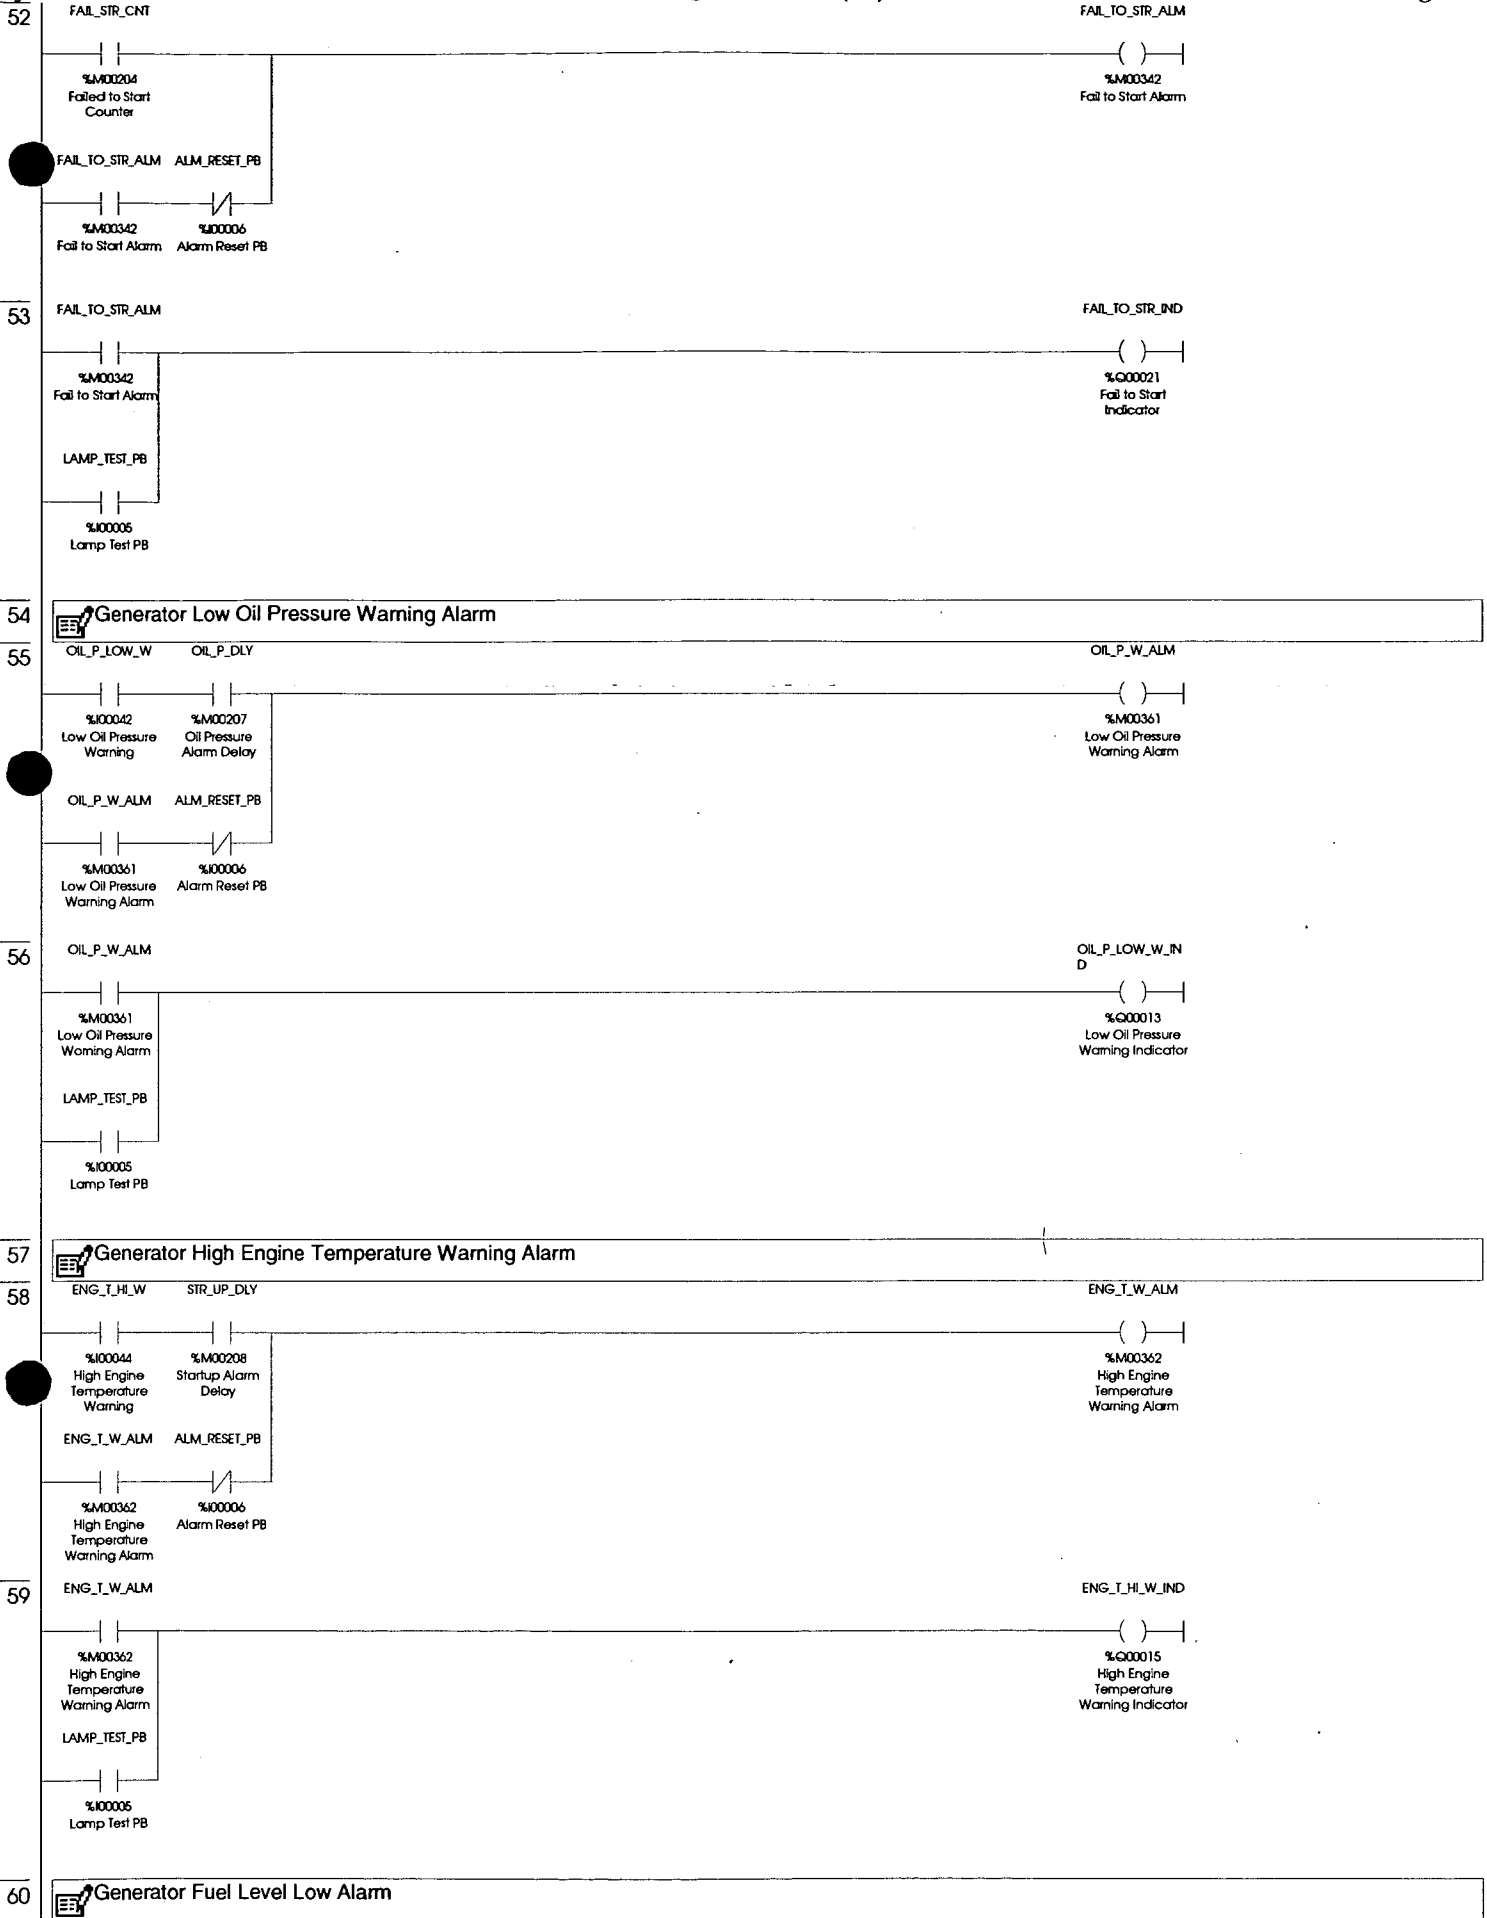 52
FAIL_STR_CNT
FAIL_TO_STR_ALM
%M00204
Failed to Start
Counter
%M00342
Fail to Start Alarm
FAIL_TO_STR_ALM ALM_RESET_PB
%M00342 %I00006
Fail to Start Alarm Alarm Reset PB
53
FAIL_TO_STR_ALM
FAIL_TO_STR_IND
%M00342
Fail to Start Alarm
%Q00021
Fail to Start
Indicator
LAMP_TEST_PB
%I00005
Lamp Test PB
54 Generator Low Oil Pressure Warning Alarm
55
OIL_P_LOW_W OIL_P_DLY
OIL_P_W_ALM
%I00042
Low Oil Pressure
Warning
%M00207
Oil Pressure
Alarm Delay
%M00361
Low Oil Pressure
Warning Alarm
OIL_P_W_ALM ALM_RESET_PB
%M00361
Low Oil Pressure
Warning Alarm
%I00006
Alarm Reset PB
56
OIL_P_W_ALM
OIL_P_LOW_W_IN
D
%M00361
Low Oil Pressure
Warning Alarm
%Q00013
Low Oil Pressure
Warning Indicator
LAMP_TEST_PB
%I00005
Lamp Test PB
57 Generator High Engine Temperature Warning Alarm
58
ENG_T_HI_W STR_UP_DLY
ENG_T_W_ALM
%I00044
High Engine
Temperature
Warning
%M00208
Startup Alarm
Delay
%M00362
High Engine
Temperature
Warning Alarm
ENG_T_W_ALM ALM_RESET_PB
%M00362
High Engine
Temperature
Warning Alarm
%I00006
Alarm Reset PB
59
ENG_T_W_ALM
ENG_T_HI_W_IND
%M00362
High Engine
Temperature
Warning Alarm
%Q00015
High Engine
Temperature
Warning Indicator
LAMP_TEST_PB
%I00005
Lamp Test PB
60 Generator Fuel Level Low Alarm